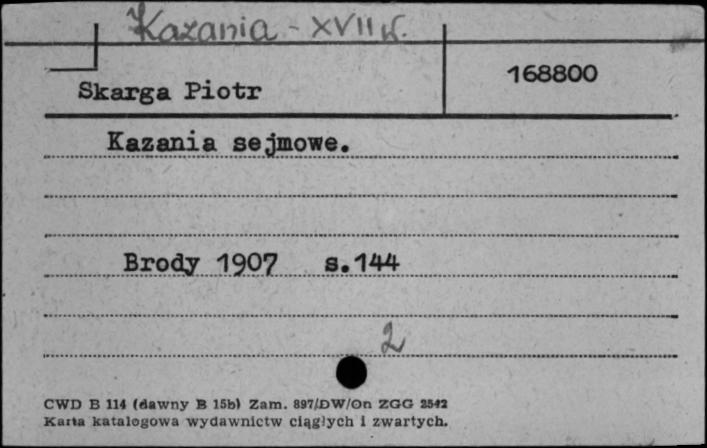 Kazania - XVII w.
168800
Skarga Piotr
Kazania sejmowe.
Brody 1907 s.144
2
CWD B 114 (dawny B 15b) Zam. 897/DW/On ZGG 2542
Karta katalogowa wydawnictw ciągłych i zwartych.